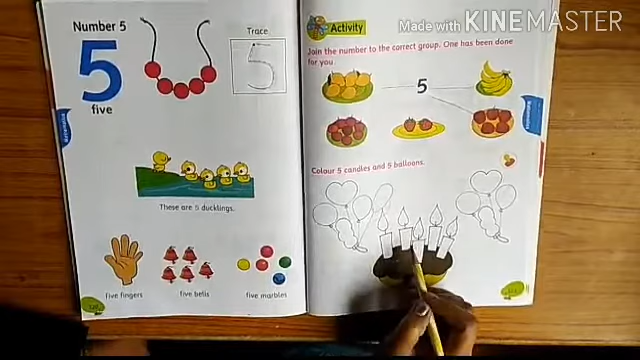 Made with KINEMASTER
Number 5
5
five
Trace
5
These are 5 ducklings.
five fingers
five bells
five marbles
Activity
Join the number to the correct group. One has been done
for you.
5
Colour 5 candles and 5 balloons.